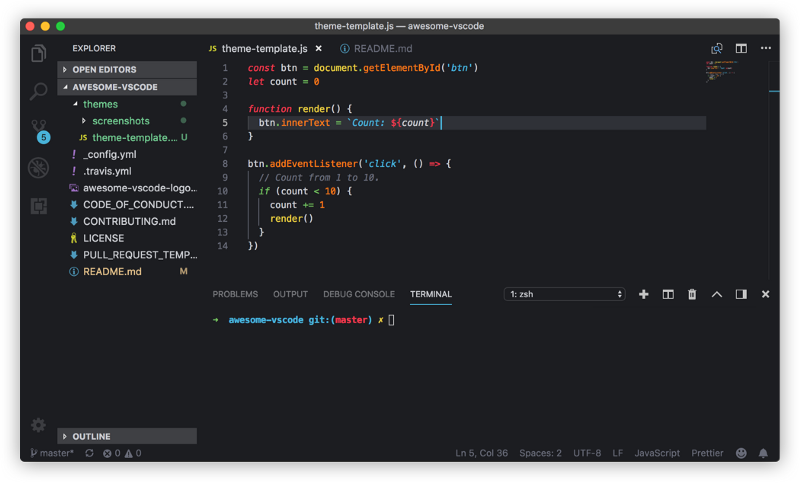 theme-template.js — awesome-vscode
EXPLORER
OPEN EDITORS
AWESOME-VSCODE
themes
screenshots
JS theme-template.... U
! _config.yml
! .travis.yml
awesome-vscode-logo...
CODE_OF_CONDUCT....
CONTRIBUTING.md
LICENSE
PULL_REQUEST_TEMP...
README.md M
OUTLINE
5
JS theme-template.js ×
README.md
1 const btn = document.getElementById('btn')
2 let count = 0
3
4 function render() {
5 btn.innerText = `Count: ${count}`
6 }
7
8 btn.addEventListener('click', () => {
9 // Count from 1 to 10.
10 if (count < 10) {
11 count += 1
12 render()
13 }
14 })
PROBLEMS OUTPUT DEBUG CONSOLE TERMINAL 1: zsh
→ awesome-vscode git:(master) ✗
master* 0 0 Ln 5, Col 36 Spaces: 2 UTF-8 LF JavaScript Prettier